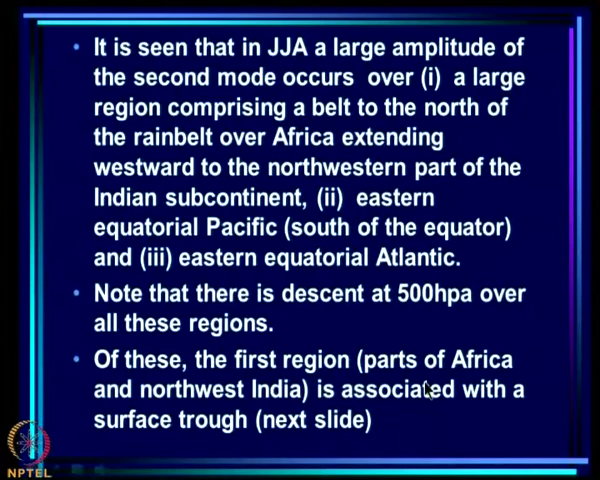 • It is seen that in JJA a large amplitude of
the second mode occurs over (i) a large
region comprising a belt to the north of
the rainbelt over Africa extending
westward to the northwestern part of the
Indian subcontinent, (ii) eastern
equatorial Pacific (south of the equator)
and (iii) eastern equatorial Atlantic.
• Note that there is descent at 500hpa over
all these regions.
• Of these, the first region (parts of Africa
and northwest India) is associated with a
surface trough (next slide)
NPTEL